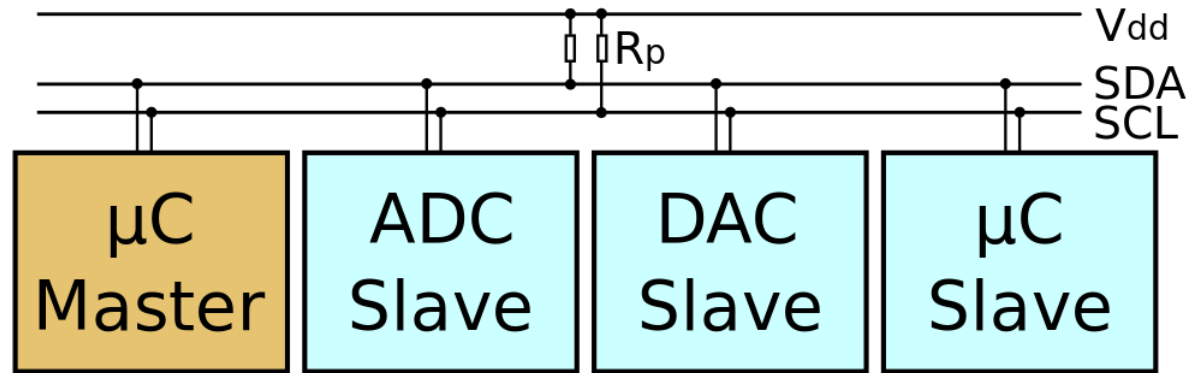 Vdd
Rp
SDA
SCL
µC
Master
ADC
Slave
DAC
Slave
µC
Slave